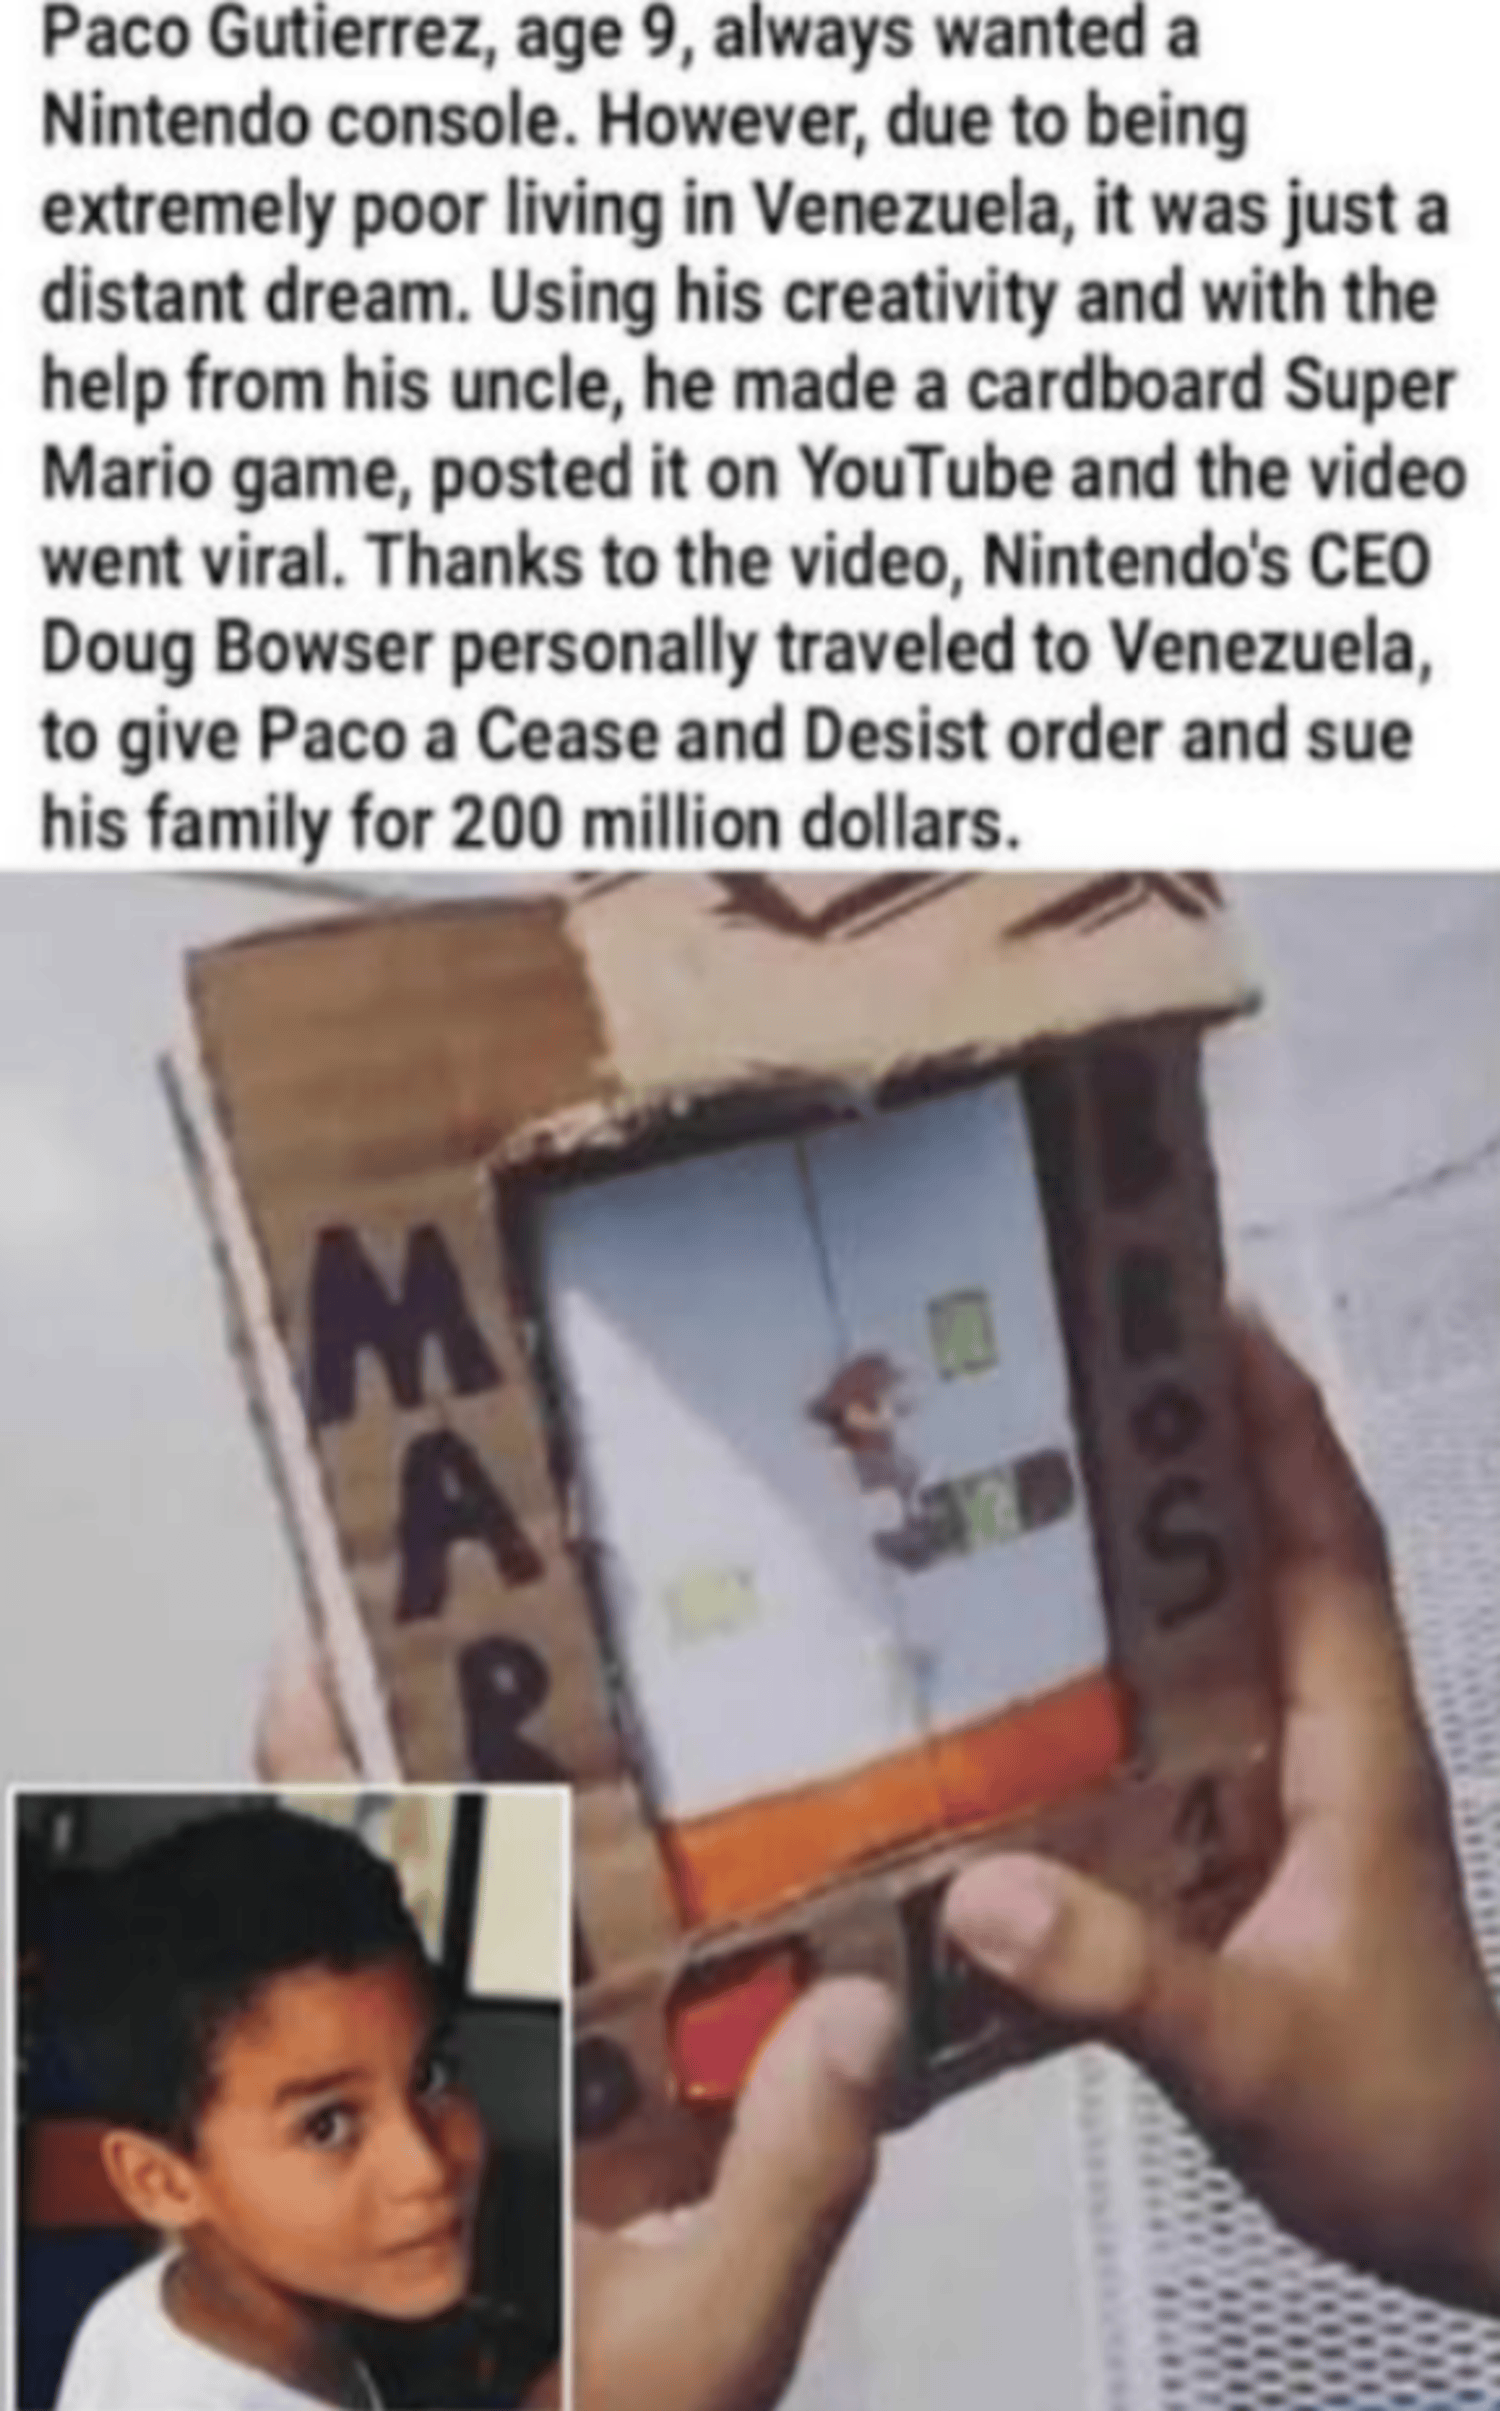 Paco Gutierrez, age 9, always wanted a
Nintendo console. However, due to being
extremely poor living in Venezuela, it was just a
distant dream. Using his creativity and with the
help from his uncle, he made a cardboard Super
Mario game, posted it on YouTube and the video
went viral. Thanks to the video, Nintendo's CEO
Doug Bowser personally traveled to Venezuela,
to give Paco a Cease and Desist order and sue
his family for 200 million dollars.
MARIO
BROS